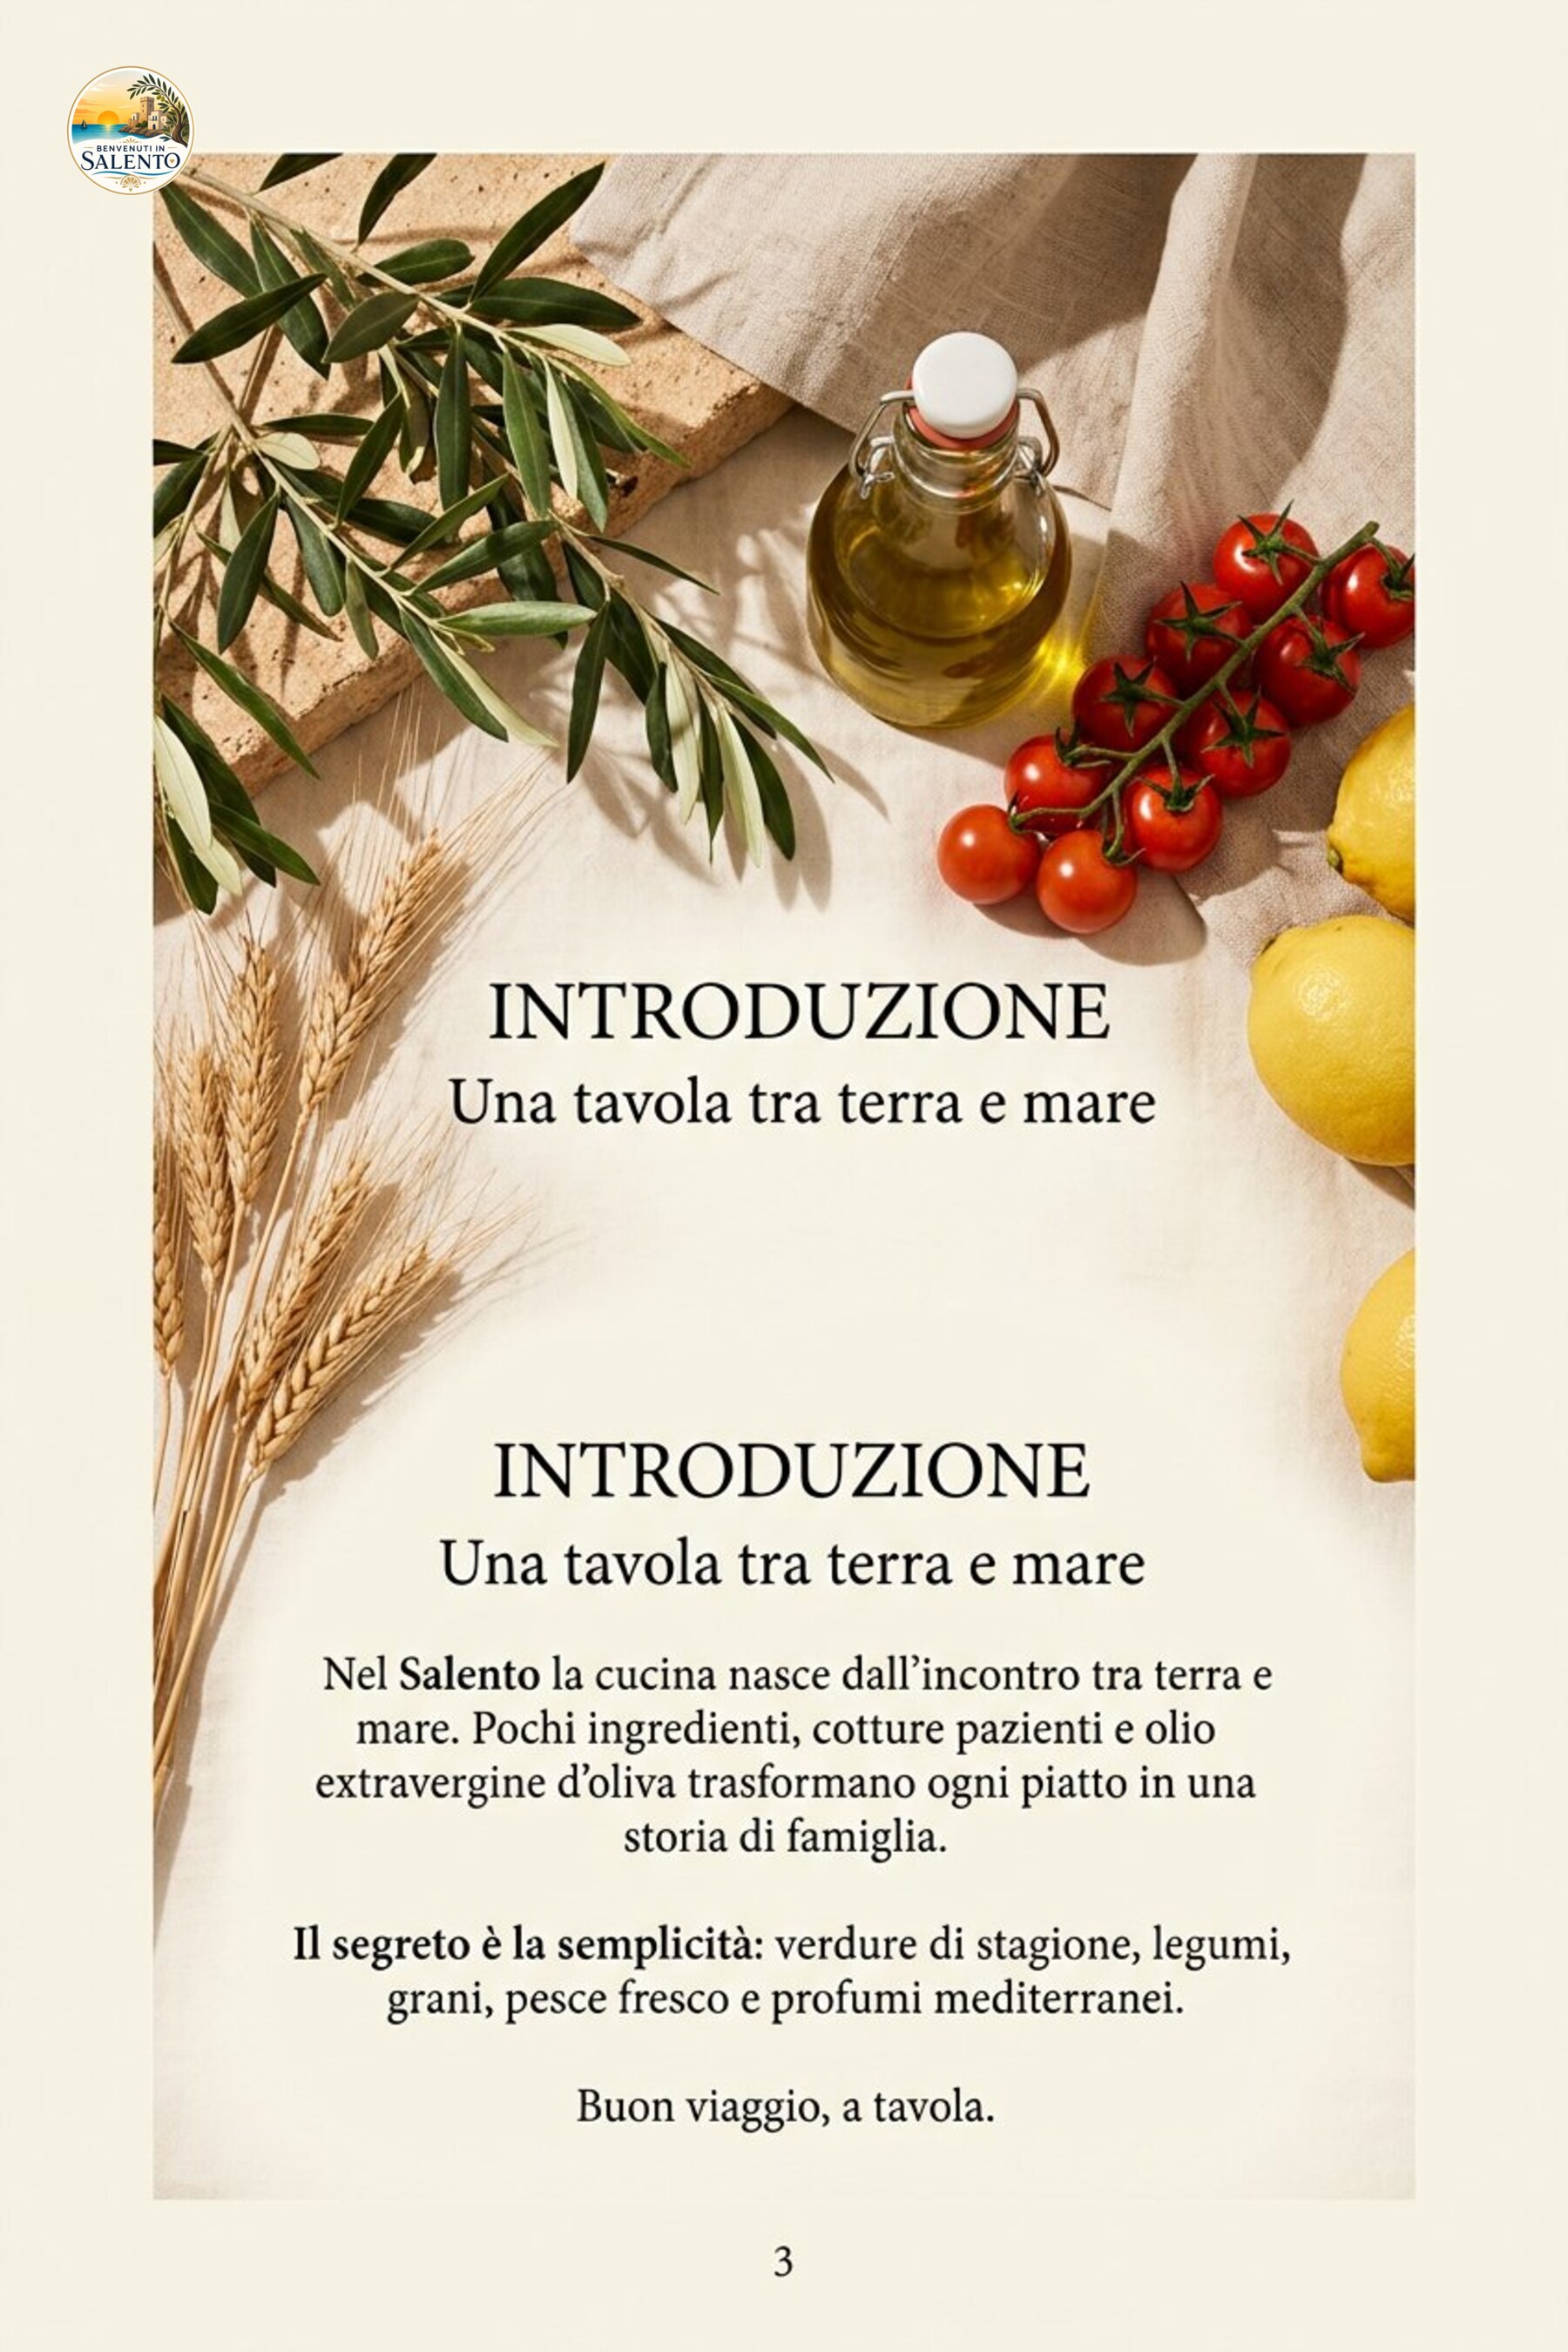 BENVENUTI IN
SALENTO
INTRODUZIONE
Una tavola tra terra e mare
INTRODUZIONE
Una tavola tra terra e mare
Nel Salento la cucina nasce dall’incontro tra terra e
mare. Pochi ingredienti, cotture pazienti e olio
extravergine d’oliva trasformano ogni piatto in una
storia di famiglia.
Il segreto è la semplicità: verdure di stagione, legumi,
grani, pesce fresco e profumi mediterranei.
Buon viaggio, a tavola.
3